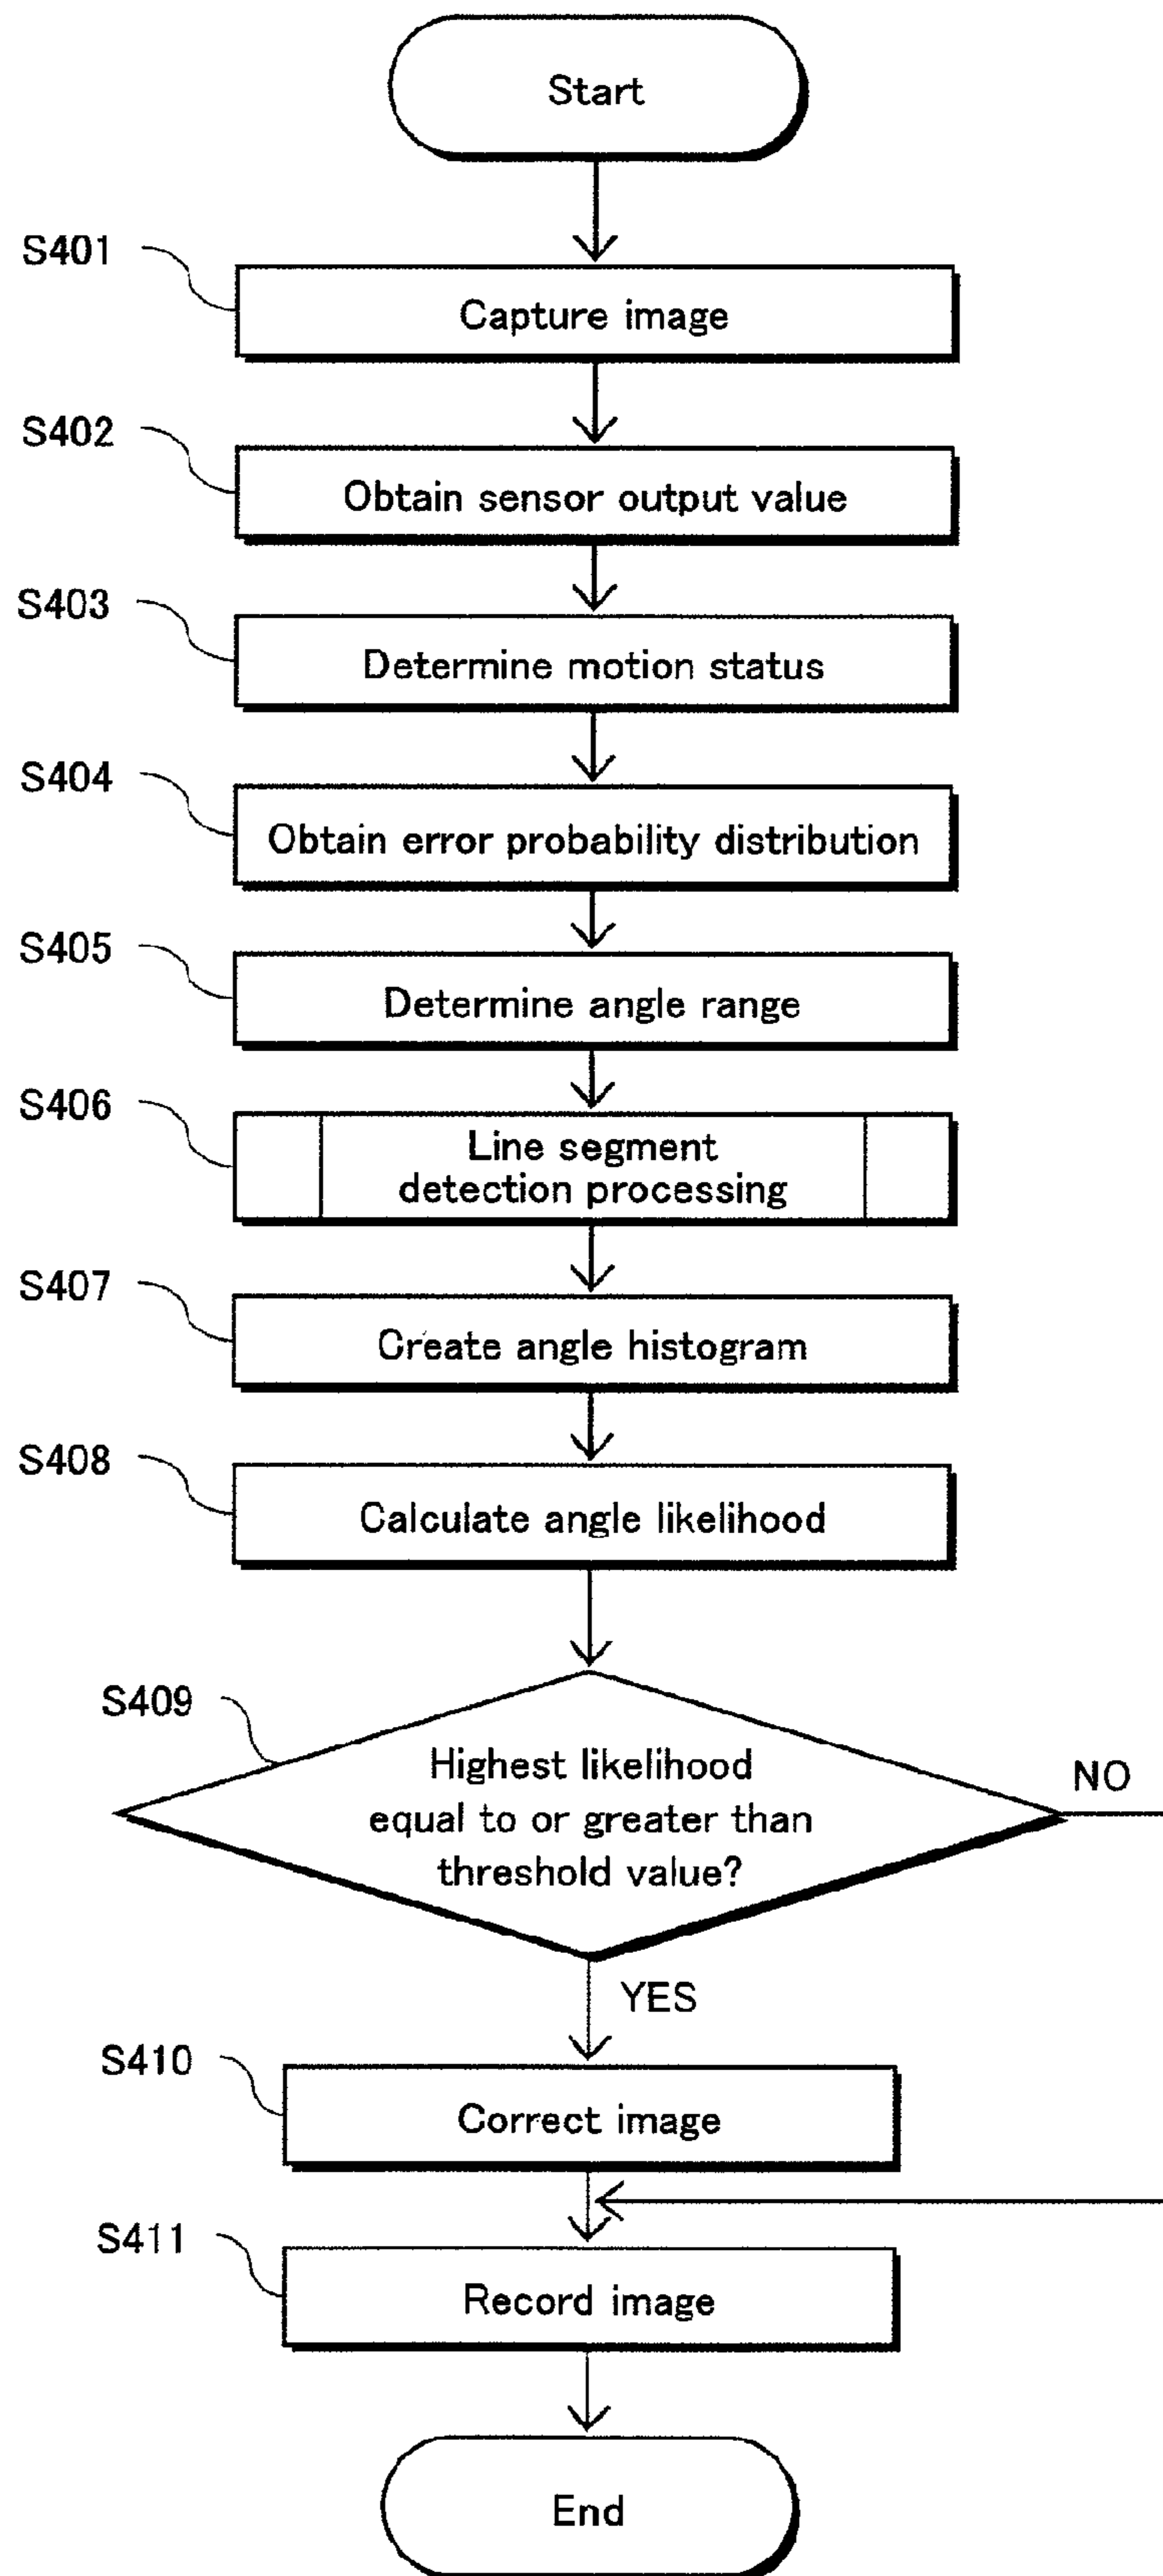 Start
S401
Capture image
S402
Obtain sensor output value
S403
Determine motion status
S404
Obtain error probability distribution
S405
Determine angle range
S406
Line segment
detection processing
S407
Create angle histogram
S408
Calculate angle likelihood
S409
Highest likelihood
equal to or greater than
threshold value?
NO
YES
S410
Correct image
S411
Record image
End